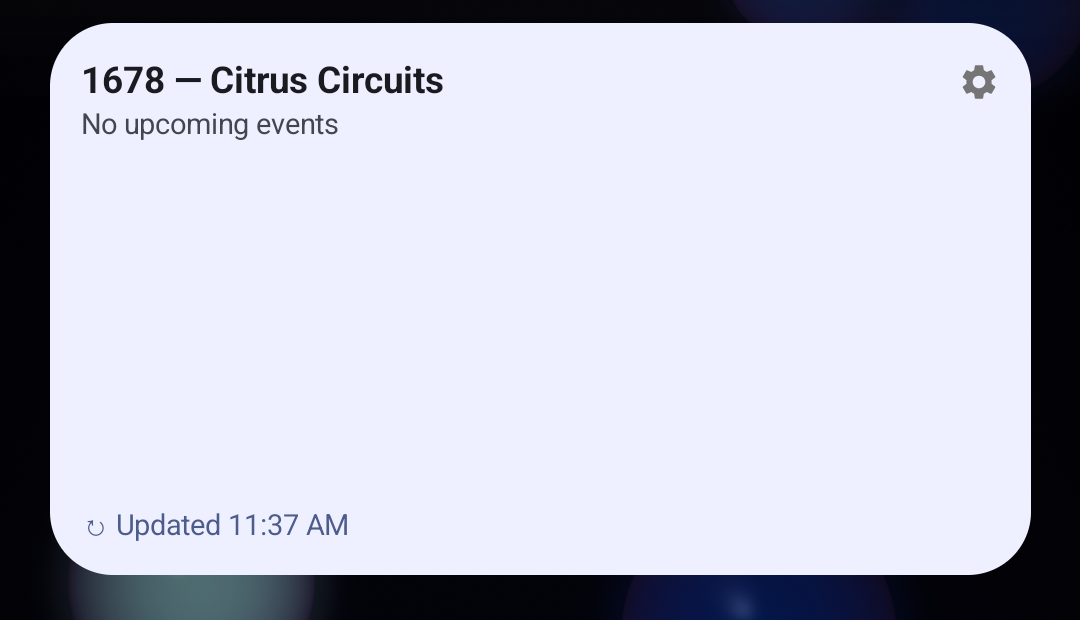 1678 — Citrus Circuits
No upcoming events
↻ Updated 11:37 AM